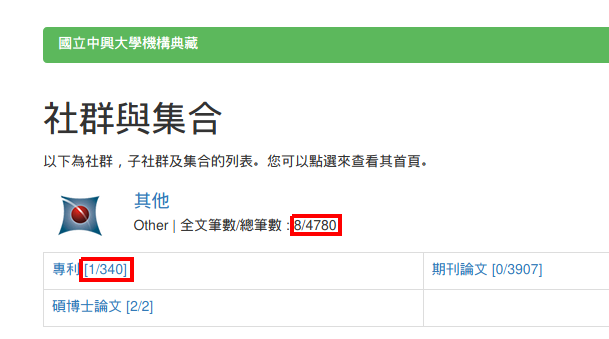 國立中興大學機構典藏
社群與集合
以下為社群，子社群及集合的列表。您可以點選來查看其首頁。
其他
Other | 全文筆數/總筆數 : 8/4780
專利 [1/340]
期刊論文 [0/3907]
碩博士論文 [2/2]